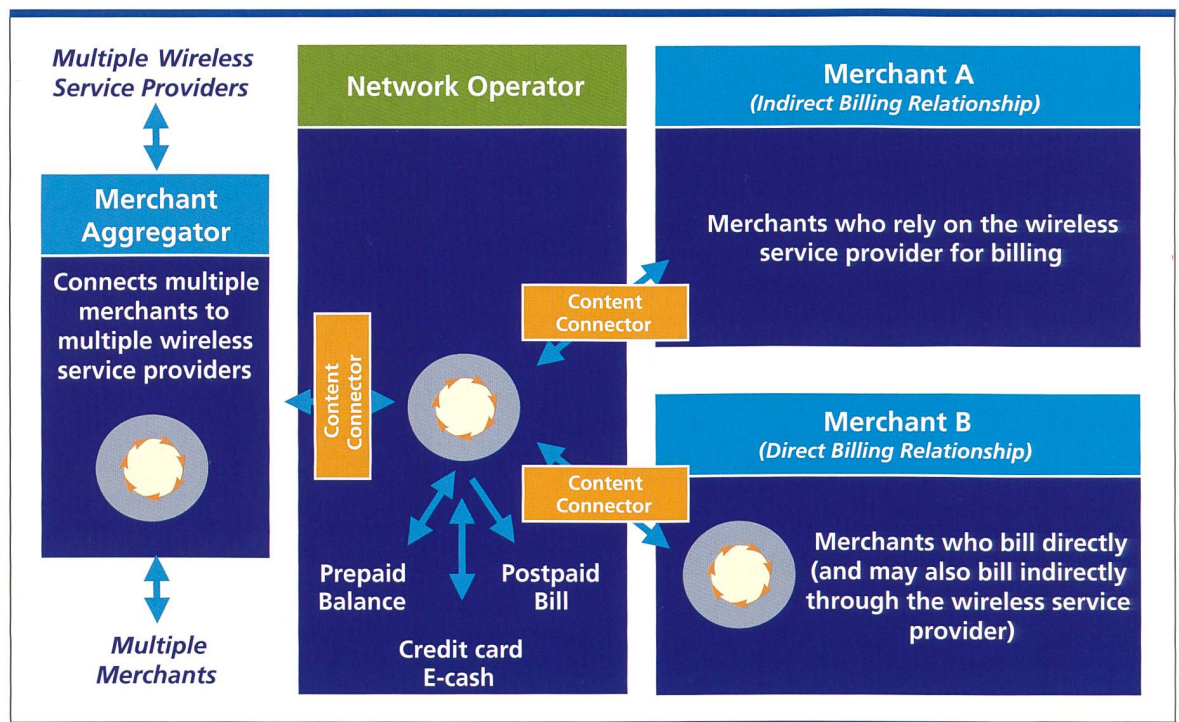 Multiple Wireless
Service Providers
Merchant
Aggregator
Connects multiple
merchants to
multiple wireless
service providers
Multiple
Merchants
Network Operator
Content
Connector
Content
Connector
Content
Connector
Prepaid
Balance
Postpaid
Bill
Credit card
E-cash
Merchant A
(Indirect Billing Relationship)
Merchants who rely on the wireless
service provider for billing
Merchant B
(Direct Billing Relationship)
Merchants who bill directly
(and may also bill indirectly
through the wireless service
provider)